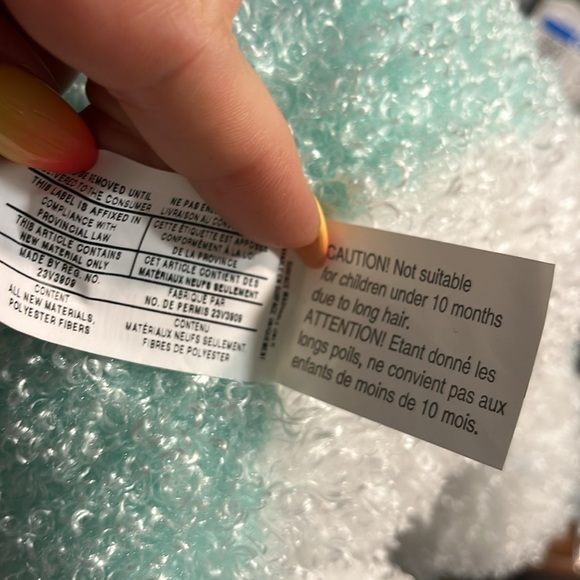 BE REMOVED UNTIL
DELIVERED TO THE CONSUMER
THIS LABEL IS AFFIXED IN
COMPLIANCE WITH
PROVINCIAL LAW
THIS ARTICLE CONTAINS
NEW MATERIAL ONLY
MADE BY REG. NO.
23V3909
CONTENT
ALL NEW MATERIALS,
POLYESTER FIBERS
NE PAS
LIVRAISON AU
CETTE ÉTIQUETTE EST
CONFORMÉMENT À LA
DE LA PROVINCE
CET ARTICLE CONTIENT DES
MATÉRIAUX NEUFS SEULEMENT
FABRIQUÉ PAR
NO. DE PERMIS 23V3909
CONTENU
MATÉRIAUX NEUFS SEULEMENT
FIBRES DE POLYESTER
CAUTION! Not suitable
for children under 10 months
due to long hair.
ATTENTION! Etant donné les
longs poils, ne convient pas aux
enfants de moins de 10 mois.